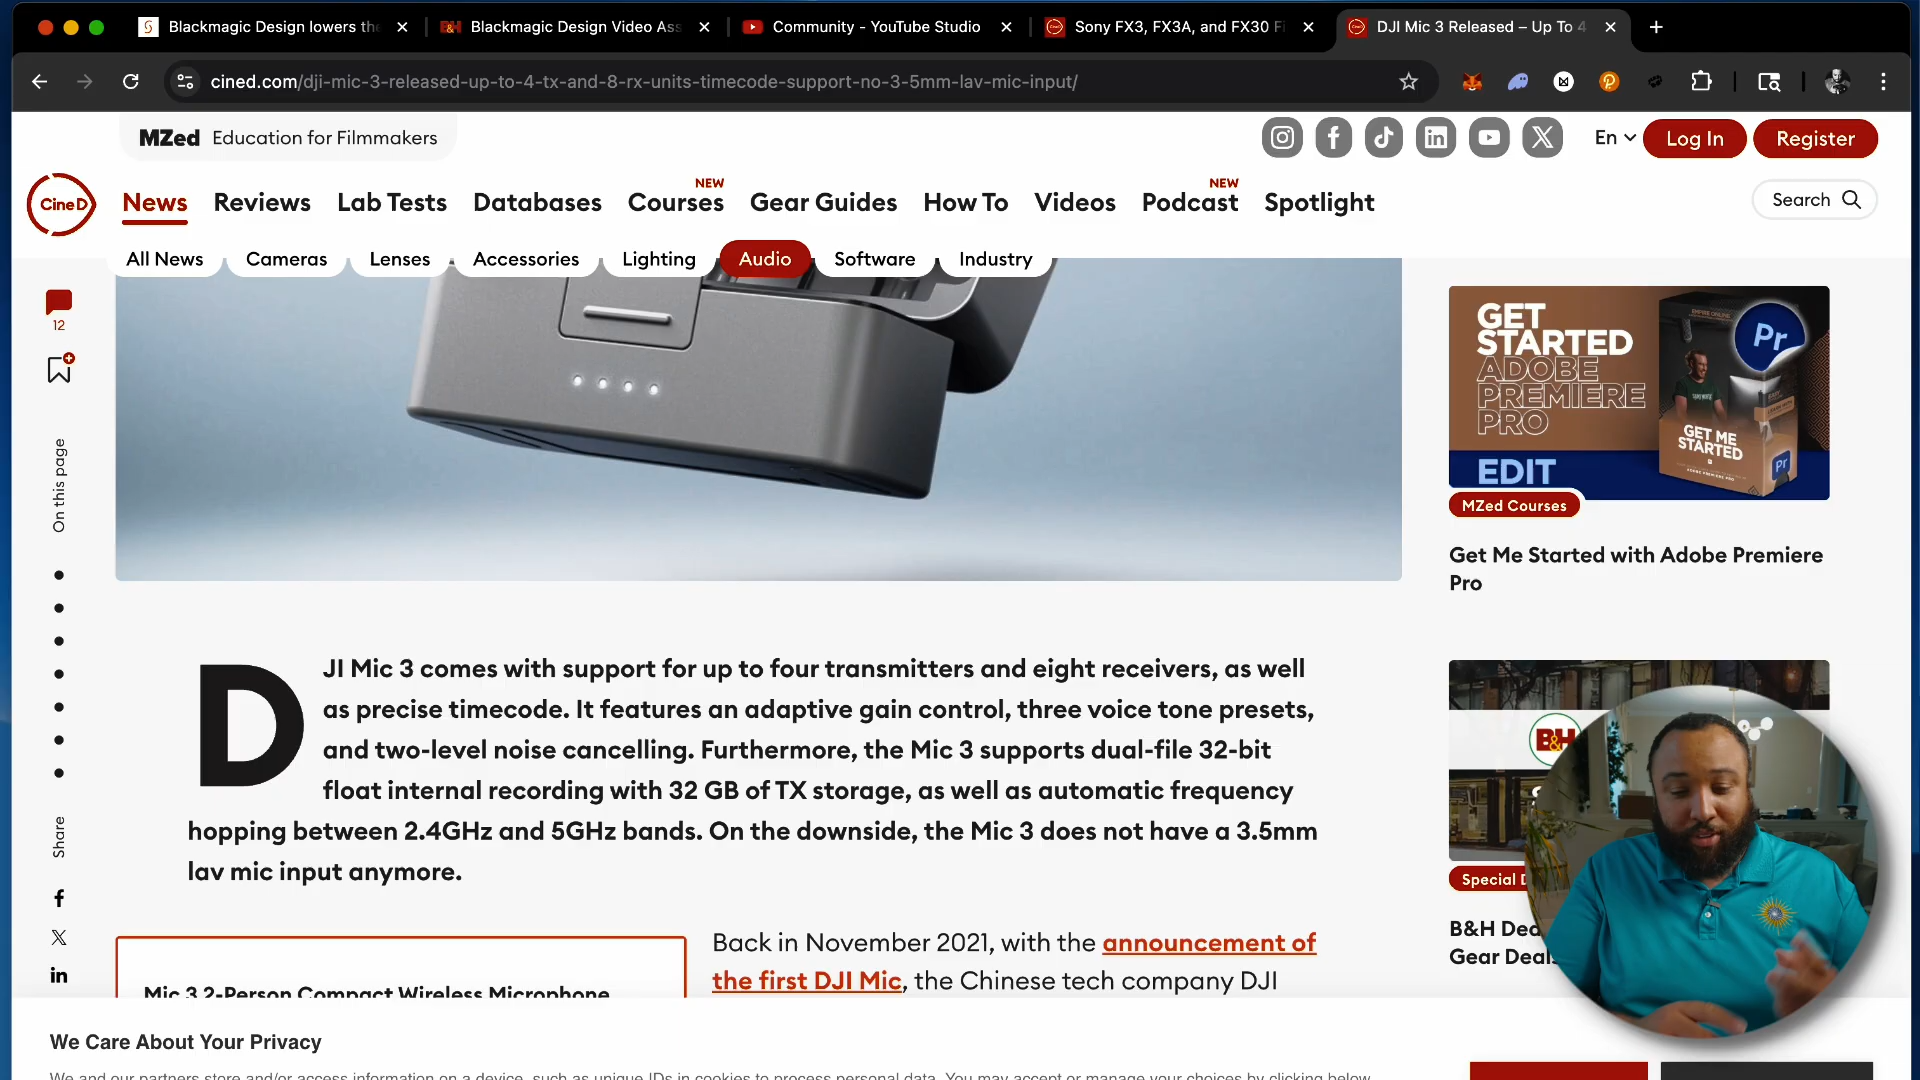 Blackmagic Design lowers the
Blackmagic Design Video Ass
Community - YouTube Studio
Sony FX3, FX3A, and FX30 Fi
DJI Mic 3 Released – Up To 4
cined.com/dji-mic-3-released-up-to-4-tx-and-8-rx-units-timecode-support-no-3-5mm-lav-mic-input/
MZed Education for Filmmakers
En
Log In
Register
CineD
News
Reviews
Lab Tests
Databases
Courses
NEW
Gear Guides
How To
Videos
Podcast
NEW
Spotlight
Search
All News
Cameras
Lenses
Accessories
Lighting
Audio
Software
Industry
12
On this page
Share
GET
STARTED
ADOBE
PREMIERE
PRO
EDIT
Pr
GET ME
STARTED
Pr
MZed Courses
Get Me Started with Adobe Premiere
Pro
DJI Mic 3 comes with support for up to four transmitters and eight receivers, as well
as precise timecode. It features an adaptive gain control, three voice tone presets,
and two-level noise cancelling. Furthermore, the Mic 3 supports dual-file 32-bit
float internal recording with 32 GB of TX storage, as well as automatic frequency
hopping between 2.4GHz and 5GHz bands. On the downside, the Mic 3 does not have a 3.5mm
lav mic input anymore.
B&H
Special D
B&H Dea
Gear Deal
Mic 3 2-Person Compact Wireless Microphone
Back in November 2021, with the announcement of
the first DJI Mic, the Chinese tech company DJI
We Care About Your Privacy
We and our partners store and/or access information on a device, such as unique IDs in cookies to process personal data. You may accept or manage your choices by clicking below